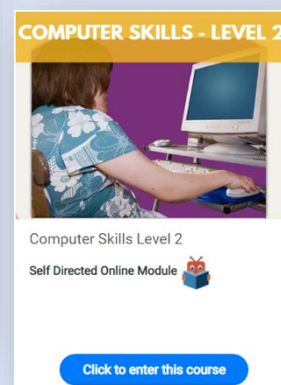 COMPUTER SKILLS - LEVEL 2
Computer Skills Level 2
Self Directed Online Module
Click to enter this course